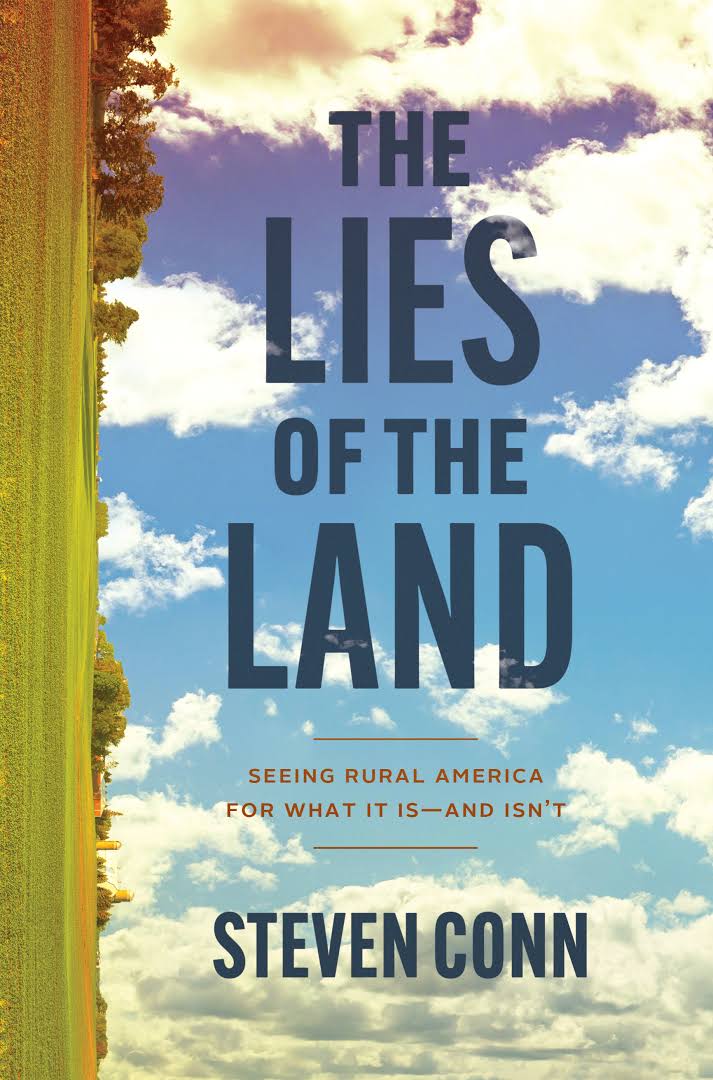 THE
LIES
OF THE
LAND
SEEING RURAL AMERICA
FOR WHAT IT IS—AND ISN'T
STEVEN CONN